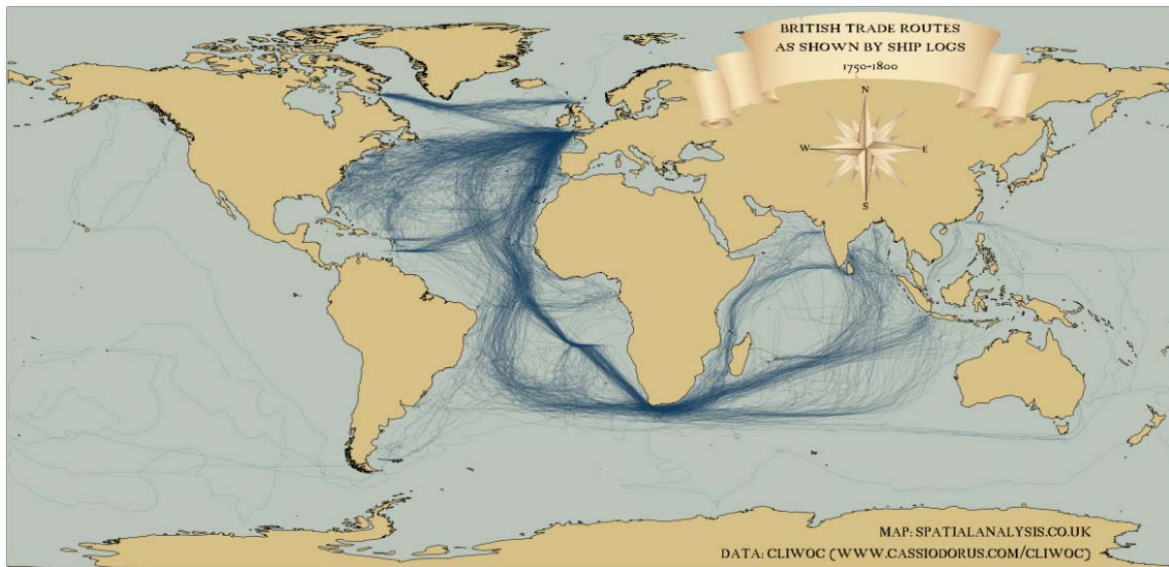 BRITISH TRADE ROUTES
AS SHOWN BY SHIP LOGS
1750-1800
N
W
E
S
MAP: SPATIALANALYSIS.CO.UK
DATA: CLIWOC (WWW.CASSIODORUS.COM/CLIWOC)